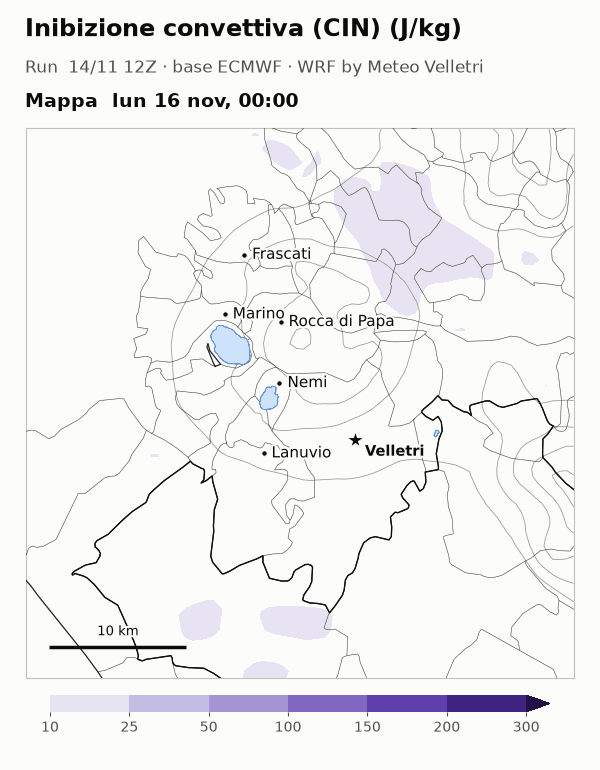 Inibizione convettiva (CIN) (J/kg)
Run  14/11 12Z · base ECMWF · WRF by Meteo Velletri
Mappa  lun 16 nov, 00:00
Frascati
Marino
Rocca di Papa
Nemi
Velletri
Lanuvio
10 km
10 25 50 100 150 200 300